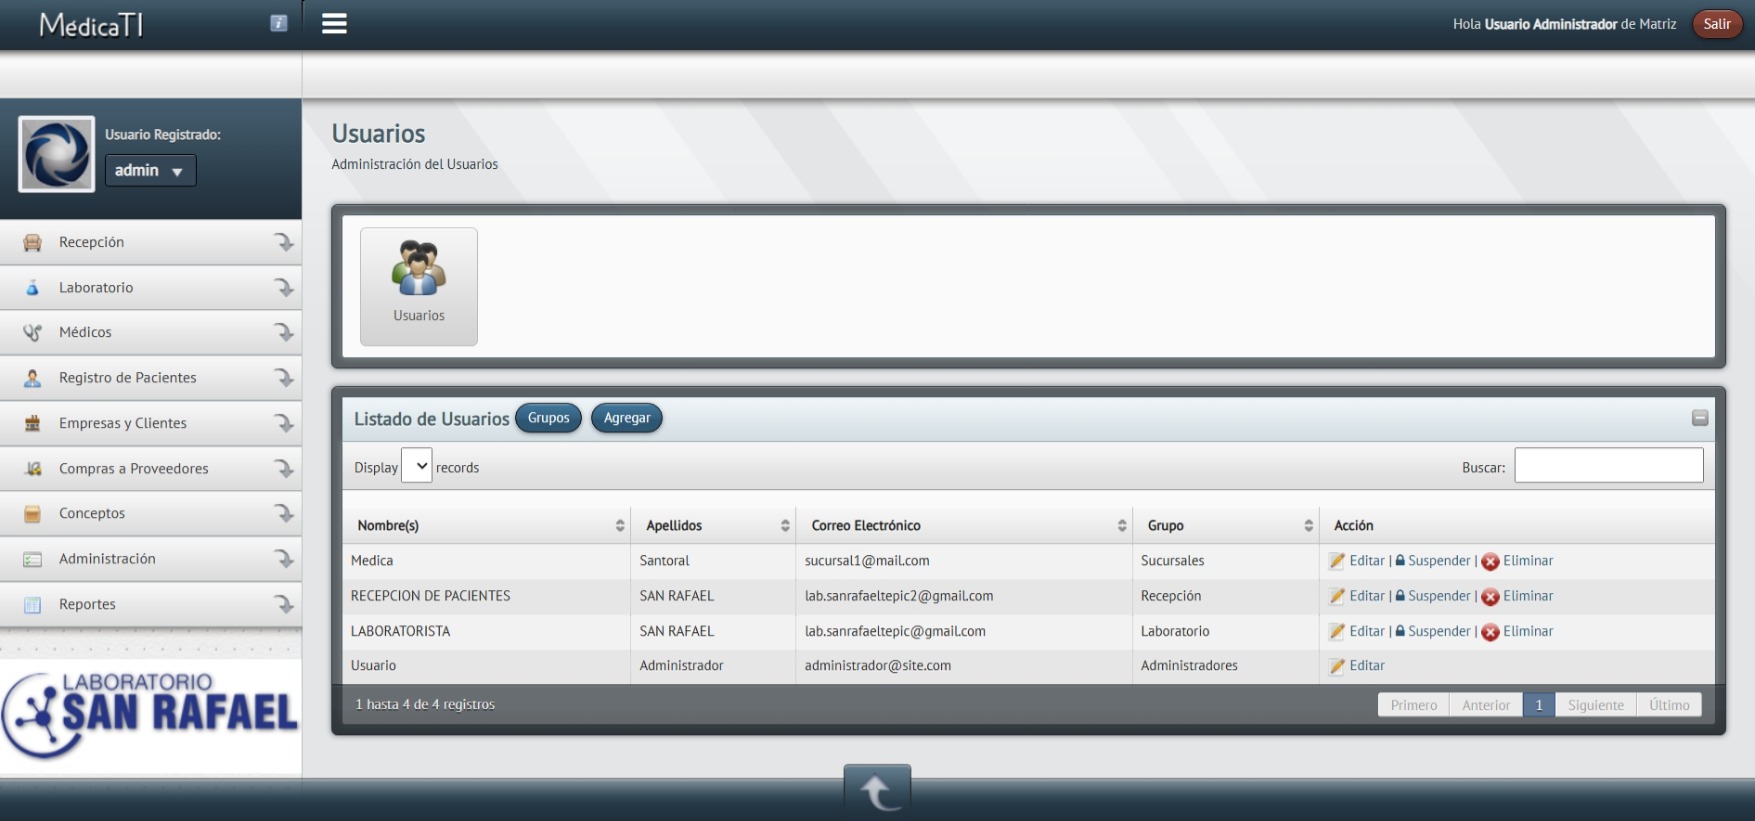 MédicaTI
Hola Usuario Administrador de Matriz
Salir
Usuario Registrado:
admin
Recepción
Laboratorio
Médicos
Registro de Pacientes
Empresas y Clientes
Compras a Proveedores
Conceptos
Administración
Reportes
LABORATORIO
SAN RAFAEL
Usuarios
Administración del Usuarios
Usuarios
Listado de Usuarios Grupos Agregar
Display records Buscar:
Nombre(s) Apellidos Correo Electrónico Grupo Acción
Medica Santoral sucursal1@mail.com Sucursales Editar | Suspender | Eliminar
RECEPCION DE PACIENTES SAN RAFAEL lab.sanrafaeltepic2@gmail.com Recepción Editar | Suspender | Eliminar
LABORATORISTA SAN RAFAEL lab.sanrafaeltepic@gmail.com Laboratorio Editar | Suspender | Eliminar
Usuario Administrador administrador@site.com Administradores Editar
1 hasta 4 de 4 registros Primero Anterior 1 Siguiente Último